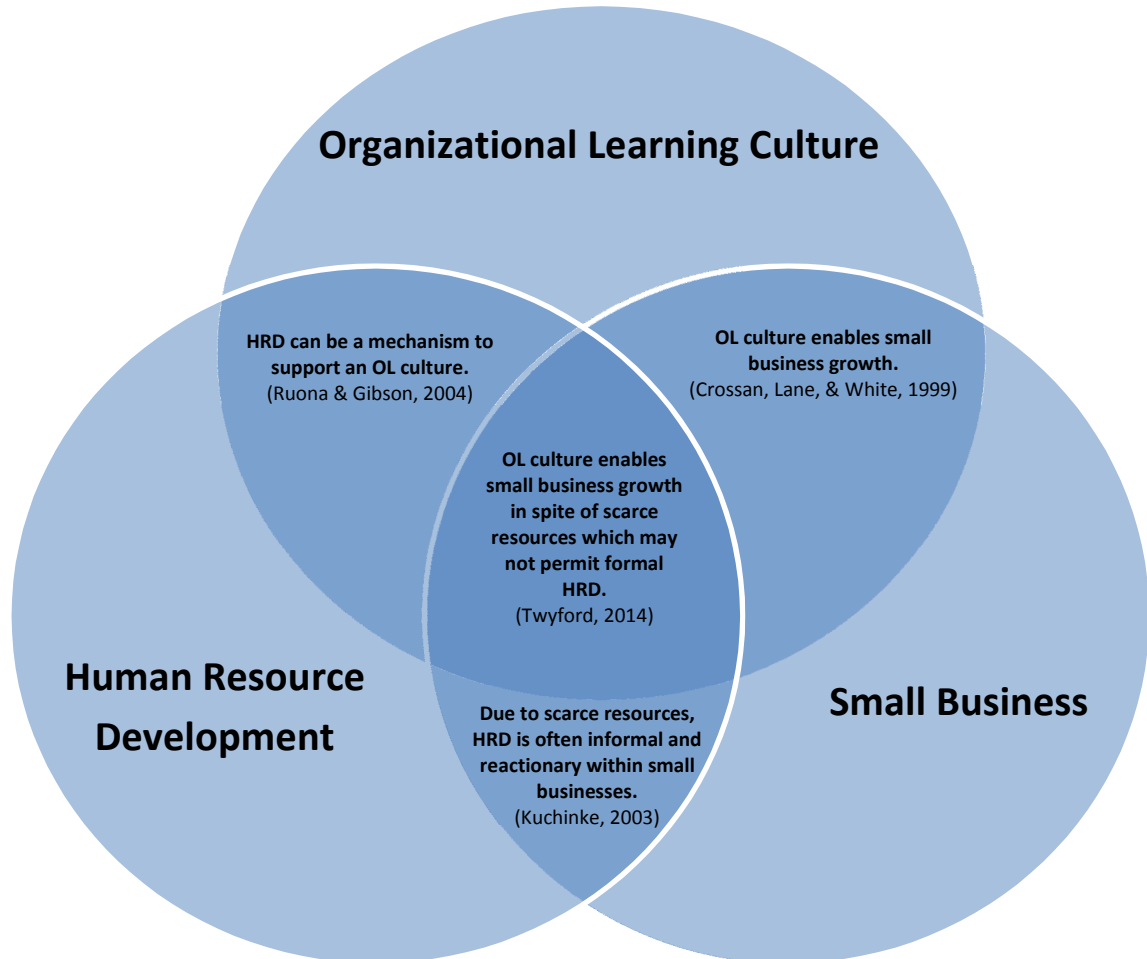 Organizational Learning Culture
HRD can be a mechanism to
support an OL culture.
(Ruona & Gibson, 2004)
OL culture enables small
business growth.
(Crossan, Lane, & White, 1999)
OL culture enables
small business growth
in spite of scarce
resources which may
not permit formal
HRD.
(Twyford, 2014)
Human Resource
Development
Small Business
Due to scarce resources,
HRD is often informal and
reactionary within small
businesses.
(Kuchinke, 2003)